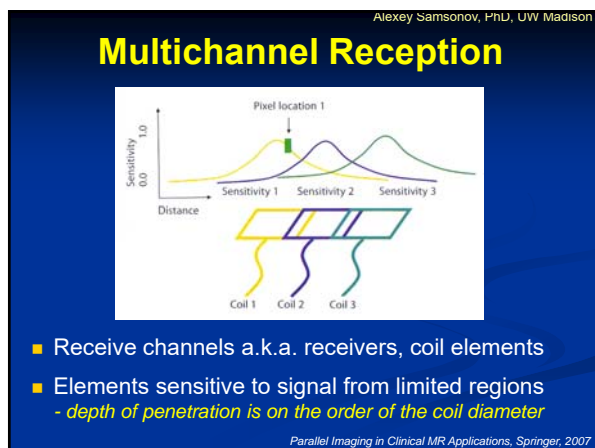 Alexey Samsonov, PhD, UW Madison
Multichannel Reception
Pixel location 1
Sensitivity
0.0
1.0
Sensitivity 1
Sensitivity 2
Sensitivity 3
Distance
Coil 1
Coil 2
Coil 3
Receive channels a.k.a. receivers, coil elements
Elements sensitive to signal from limited regions
- depth of penetration is on the order of the coil diameter
Parallel Imaging in Clinical MR Applications, Springer, 2007